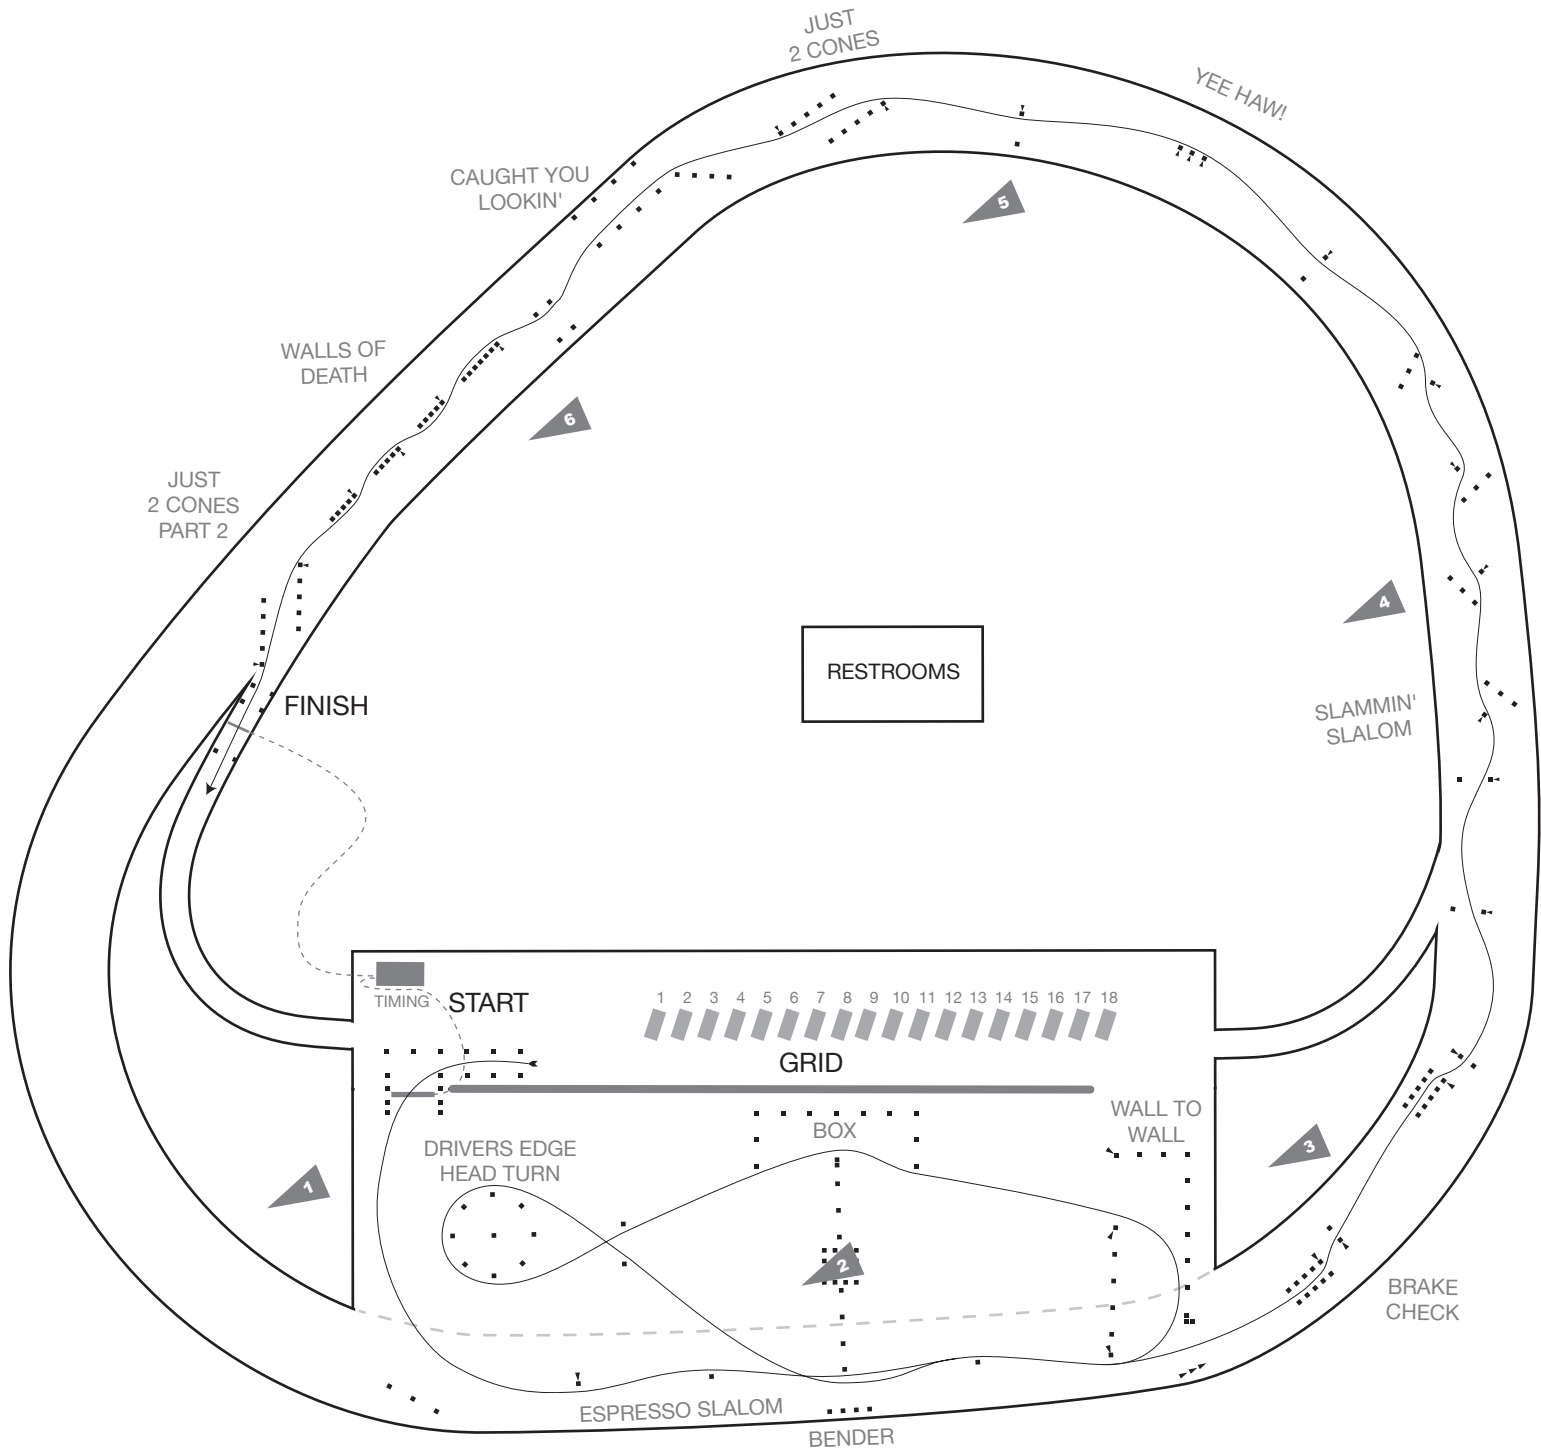 JUST
2 CONES
YEE HAW!
CAUGHT YOU
LOOKIN'
5
WALLS OF
DEATH
6
JUST
2 CONES
PART 2
4
RESTROOMS
FINISH
SLAMMIN'
SLALOM
TIMING
START
1 2 3 4 5 6 7 8 9 10 11 12 13 14 15 16 17 18
GRID
WALL TO
WALL
BOX
DRIVERS EDGE
HEAD TURN
3
1
2
BRAKE
CHECK
ESPRESSO SLALOM
BENDER